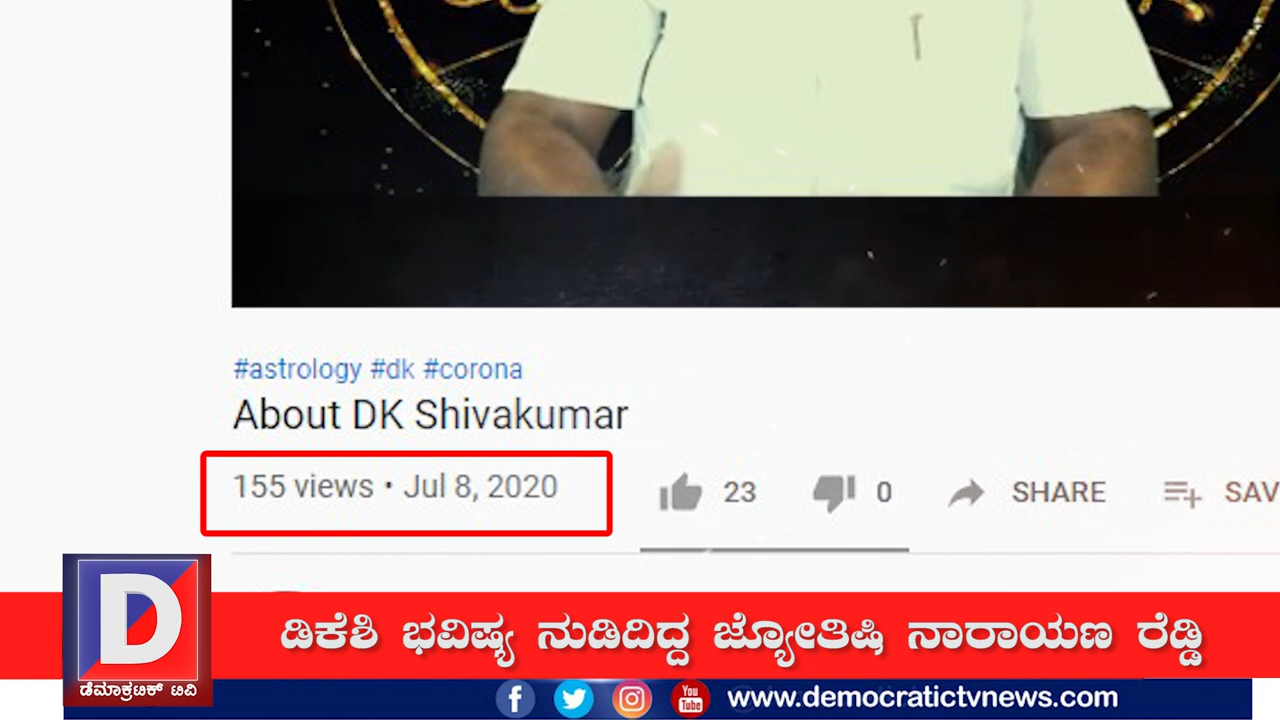 #astrology #dk #corona
About DK Shivakumar
155 views • Jul 8, 2020
23 0 SHARE SAV
D
ಡಿಕೆಶಿ ಭವಿಷ್ಯ ನುಡಿದಿದ್ದ ಜ್ಯೋತಿಷಿ ನಾರಾಯಣ ರೆಡ್ಡಿ
ಡೆಮಾಕ್ರಟಿಕ್ ಟಿವಿ
f You Tube www.democratictvnews.com